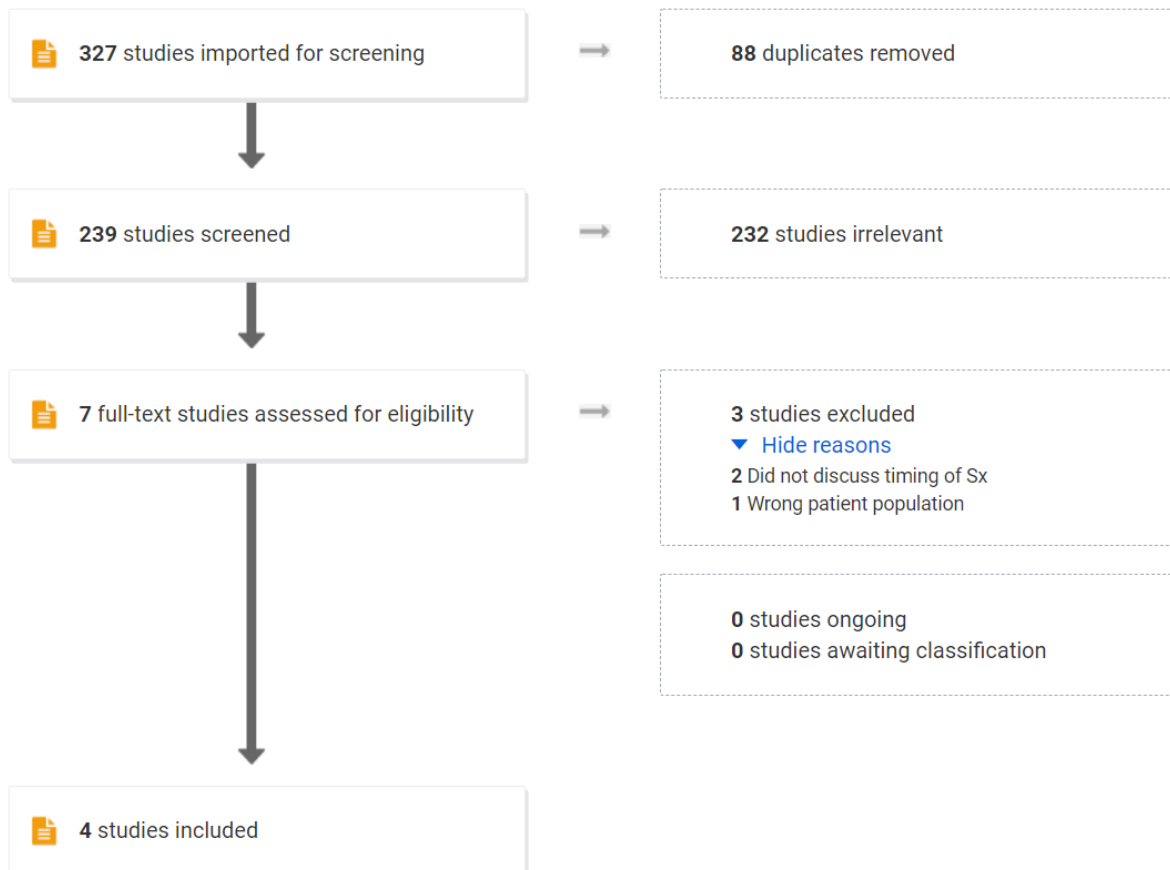 327 studies imported for screening
88 duplicates removed
239 studies screened
232 studies irrelevant
7 full-text studies assessed for eligibility
3 studies excluded
Hide reasons
2 Did not discuss timing of Sx
1 Wrong patient population
0 studies ongoing
0 studies awaiting classification
4 studies included